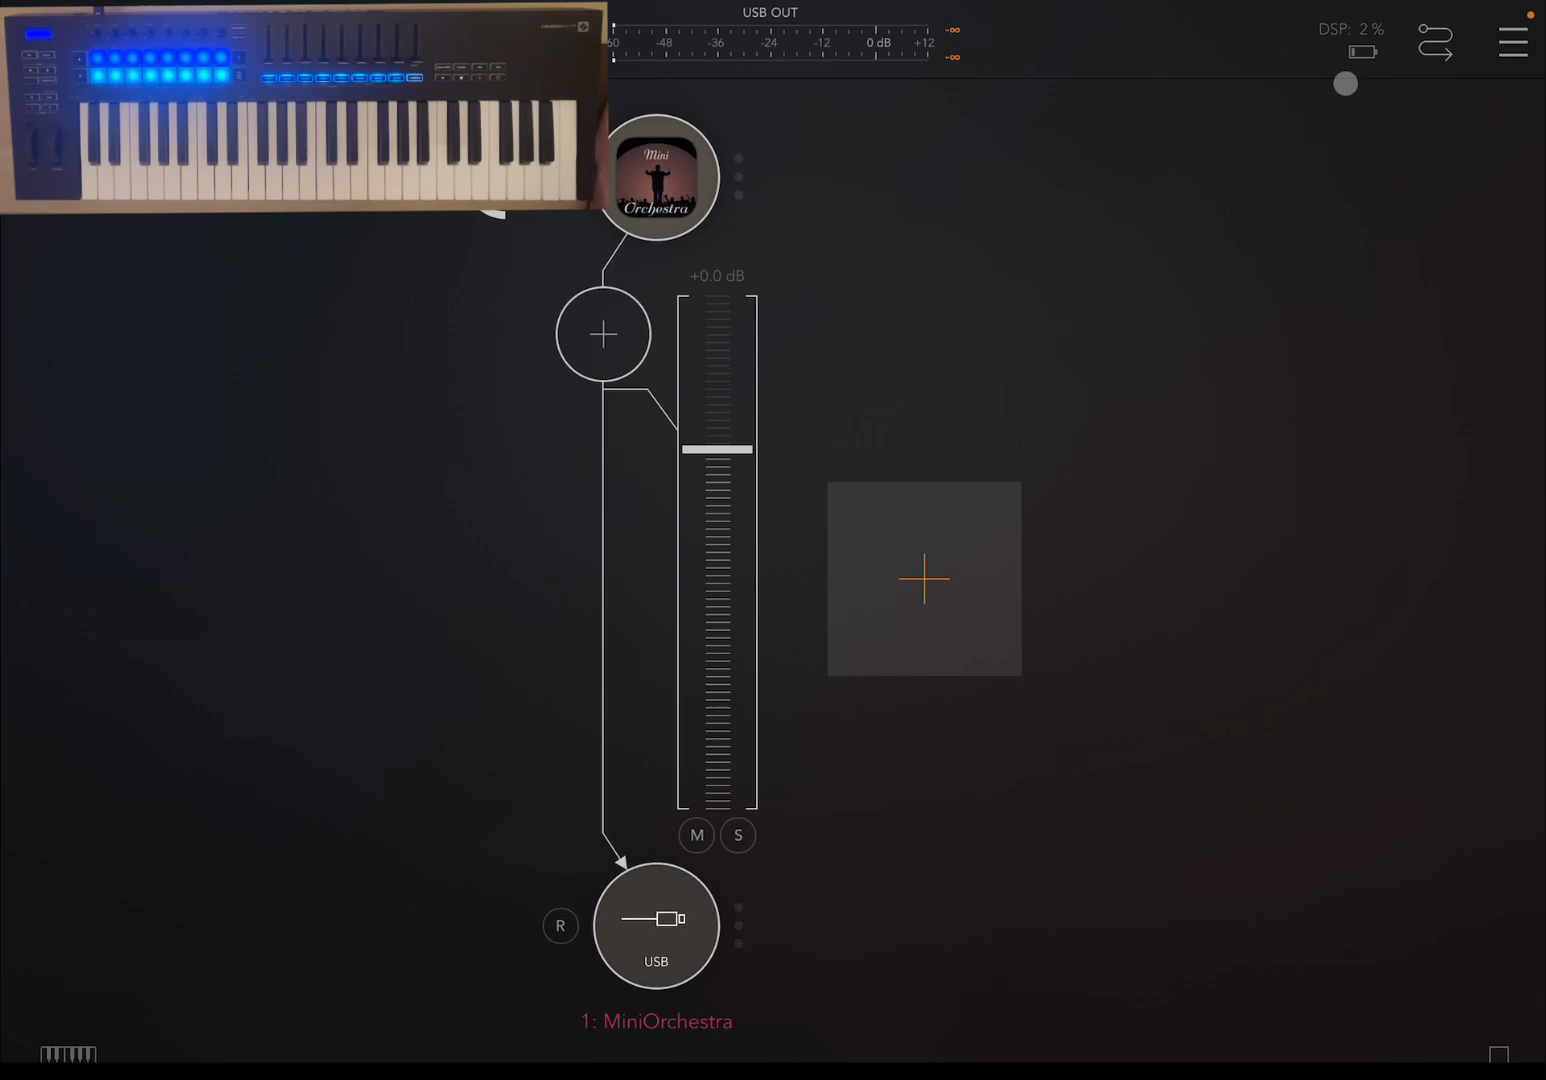 USB OUT
60 -48 -36 -24 -12 0 dB +12
-∞
-∞
DSP: 2 %
Mini
Orchestra
+0.0 dB
M S
R
USB
1: MiniOrchestra